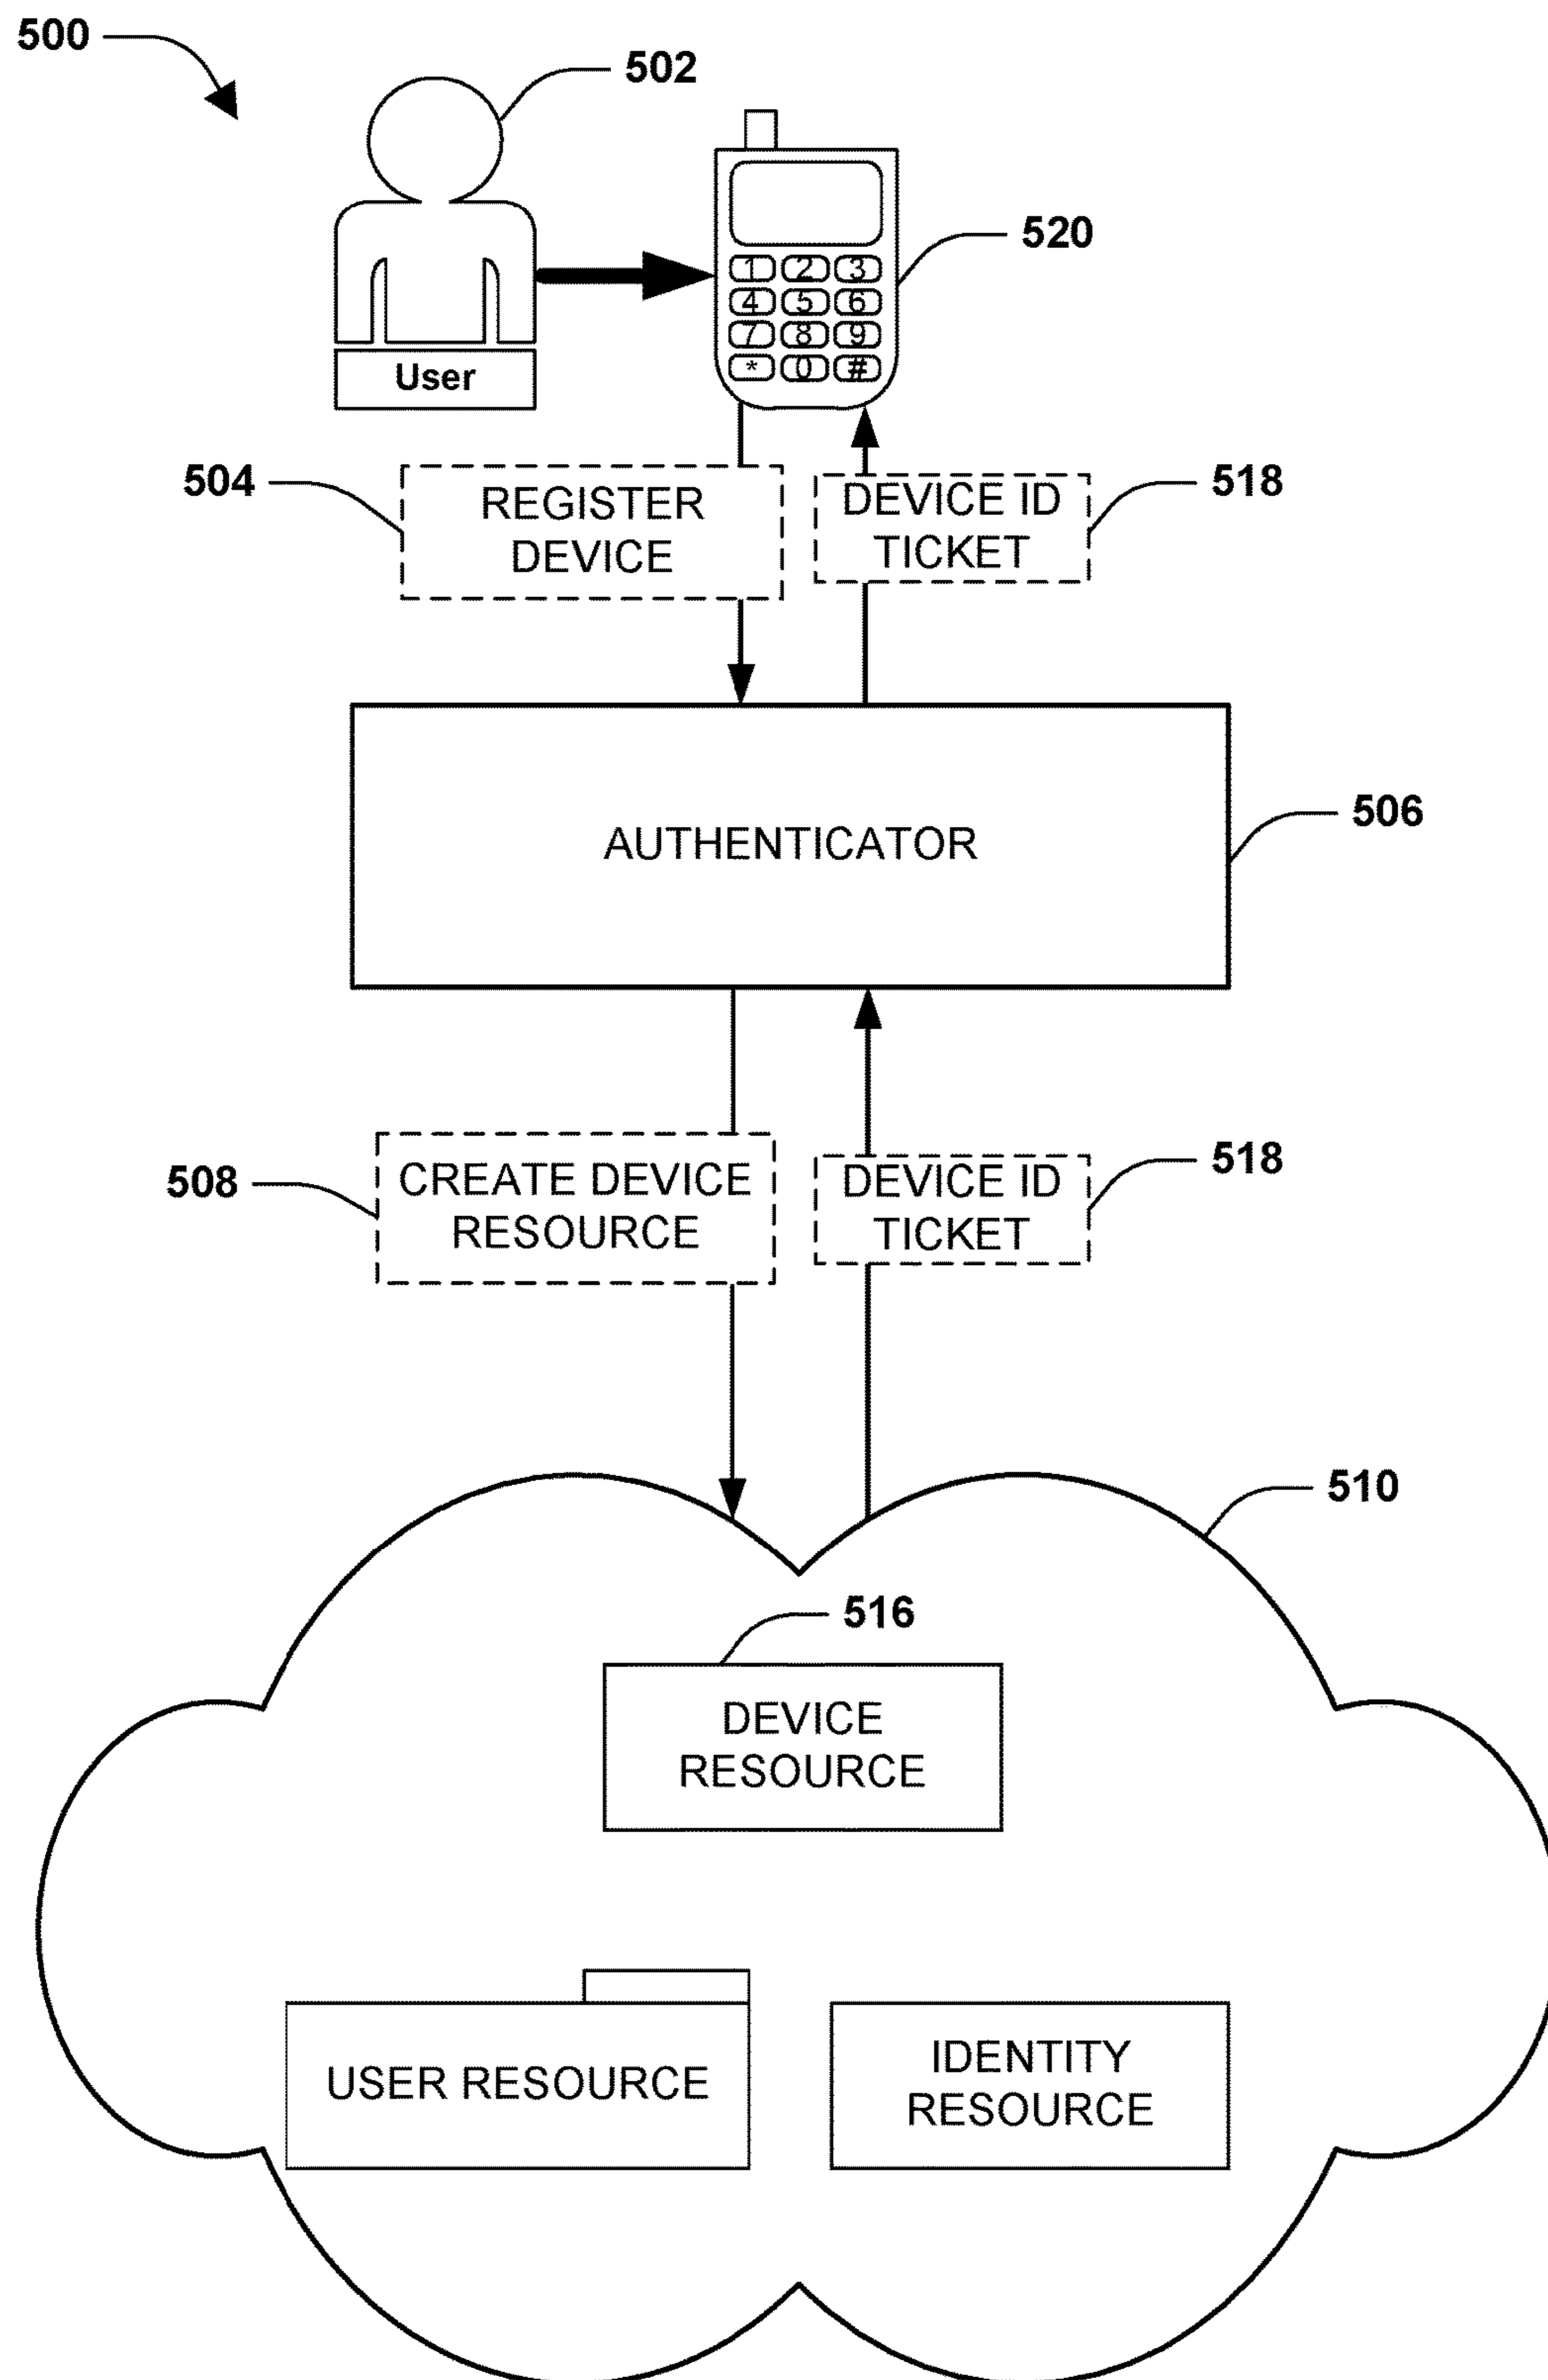 500
502
520
1 2 3
4 5 6
7 8 9
* 0 #
User
504
REGISTER
DEVICE
DEVICE ID
TICKET
518
AUTHENTICATOR
506
508
CREATE DEVICE
RESOURCE
DEVICE ID
TICKET
518
510
516
DEVICE
RESOURCE
USER RESOURCE
IDENTITY
RESOURCE